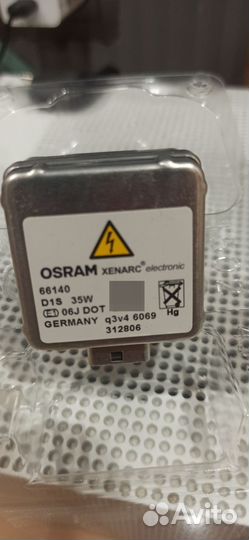 OSRAM XENARC® electronic
66140
D1S 35W
06J DOT
Hg
GERMANY q3v4 6069
312806
Avito